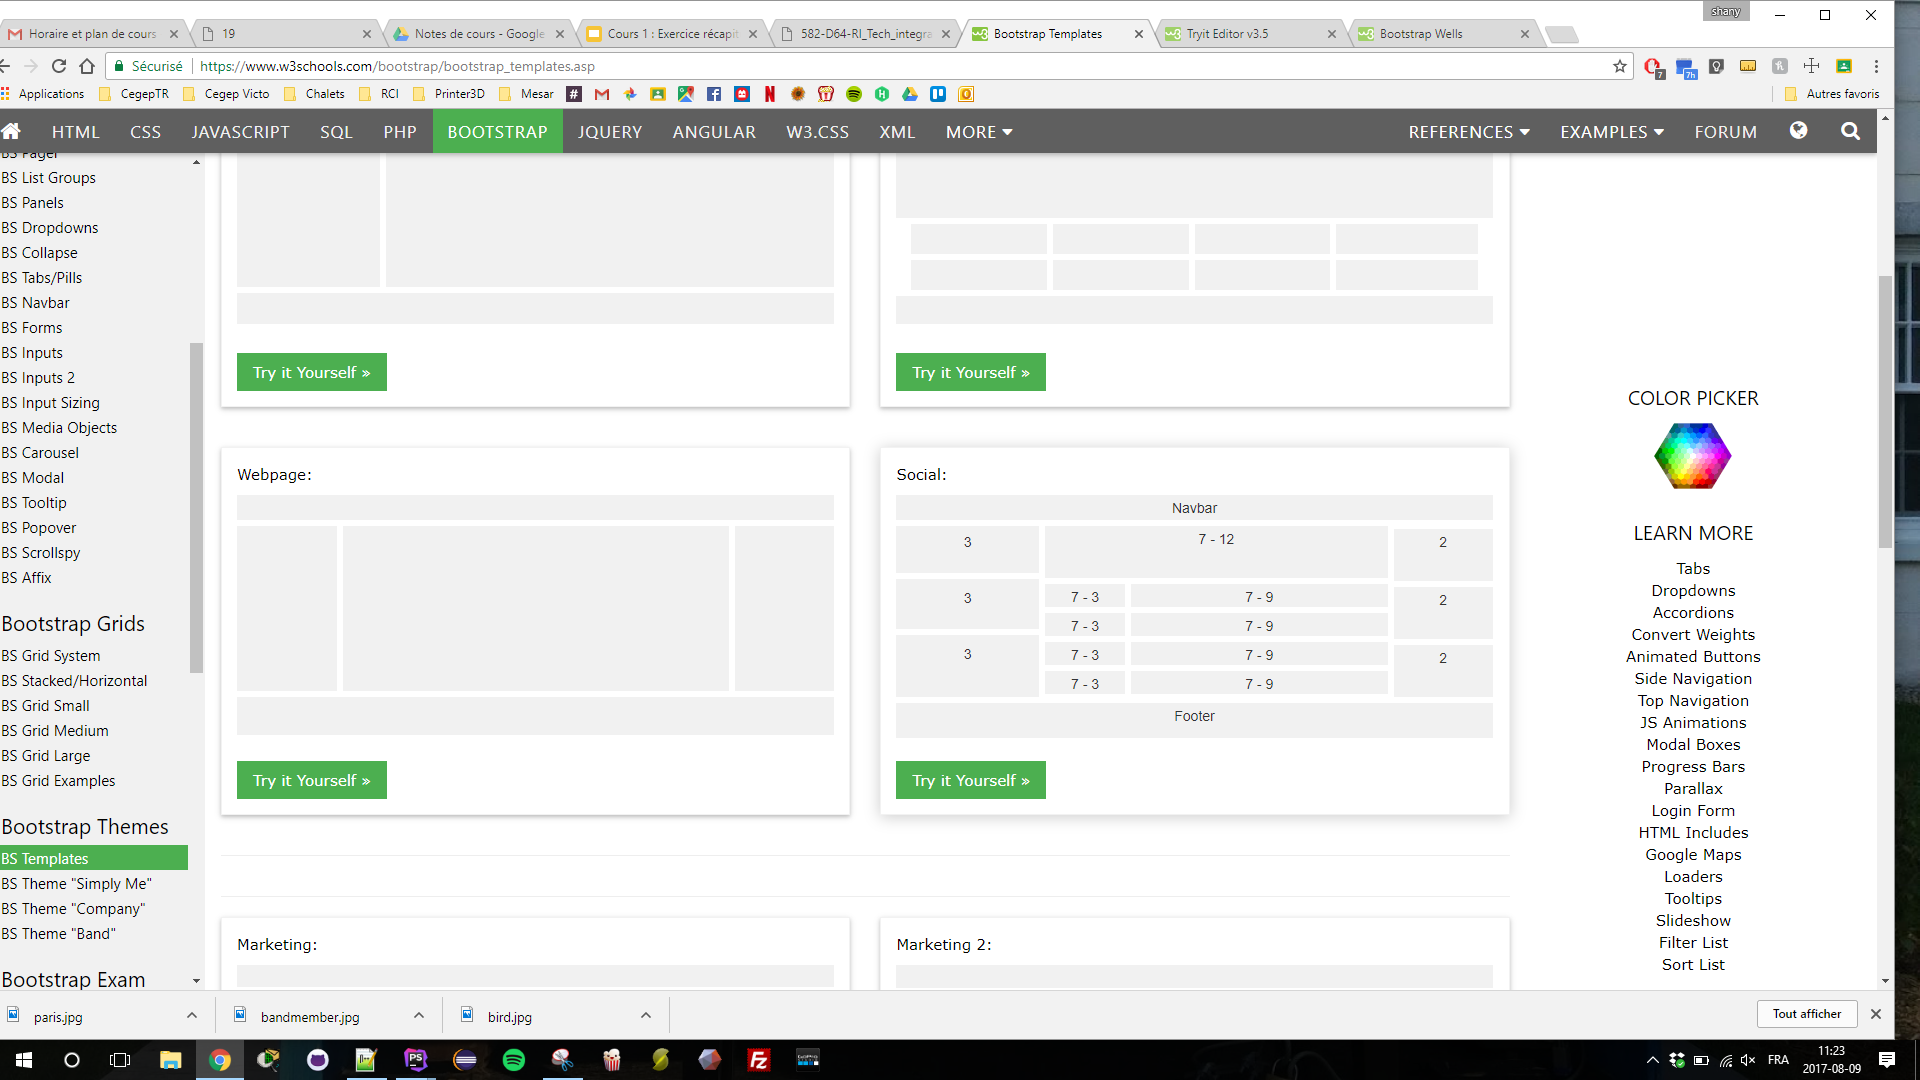 shany
Horaire et plan de cours
19
Notes de cours - Google
Cours 1 : Exercice récapit
582-D64-RI_Tech_integra
Bootstrap Templates
Tryit Editor v3.5
Bootstrap Wells
Sécurisé
https://www.w3schools.com/bootstrap/bootstrap_templates.asp
7
7h
Applications
CegepTR
Cegep Victo
Chalets
RCI
Printer3D
Mesar
Autres favoris
HTML
CSS
JAVASCRIPT
SQL
PHP
BOOTSTRAP
JQUERY
ANGULAR
W3.CSS
XML
MORE
REFERENCES
EXAMPLES
FORUM
BS Pager
BS List Groups
BS Panels
BS Dropdowns
BS Collapse
BS Tabs/Pills
BS Navbar
BS Forms
BS Inputs
BS Inputs 2
BS Input Sizing
BS Media Objects
BS Carousel
BS Modal
BS Tooltip
BS Popover
BS Scrollspy
BS Affix
Bootstrap Grids
BS Grid System
BS Stacked/Horizontal
BS Grid Small
BS Grid Medium
BS Grid Large
BS Grid Examples
Bootstrap Themes
BS Templates
BS Theme "Simply Me"
BS Theme "Company"
BS Theme "Band"
Bootstrap Exam
Try it Yourself »
Try it Yourself »
Webpage:
Try it Yourself »
Social:
Navbar
3
7 - 12
2
3
7 - 3
7 - 9
2
7 - 3
7 - 9
3
7 - 3
7 - 9
2
7 - 3
7 - 9
Footer
Try it Yourself »
Marketing:
Marketing 2:
COLOR PICKER
LEARN MORE
Tabs
Dropdowns
Accordions
Convert Weights
Animated Buttons
Side Navigation
Top Navigation
JS Animations
Modal Boxes
Progress Bars
Parallax
Login Form
HTML Includes
Google Maps
Loaders
Tooltips
Slideshow
Filter List
Sort List
paris.jpg
bandmember.jpg
bird.jpg
Tout afficher
FRA
11:23
2017-08-09